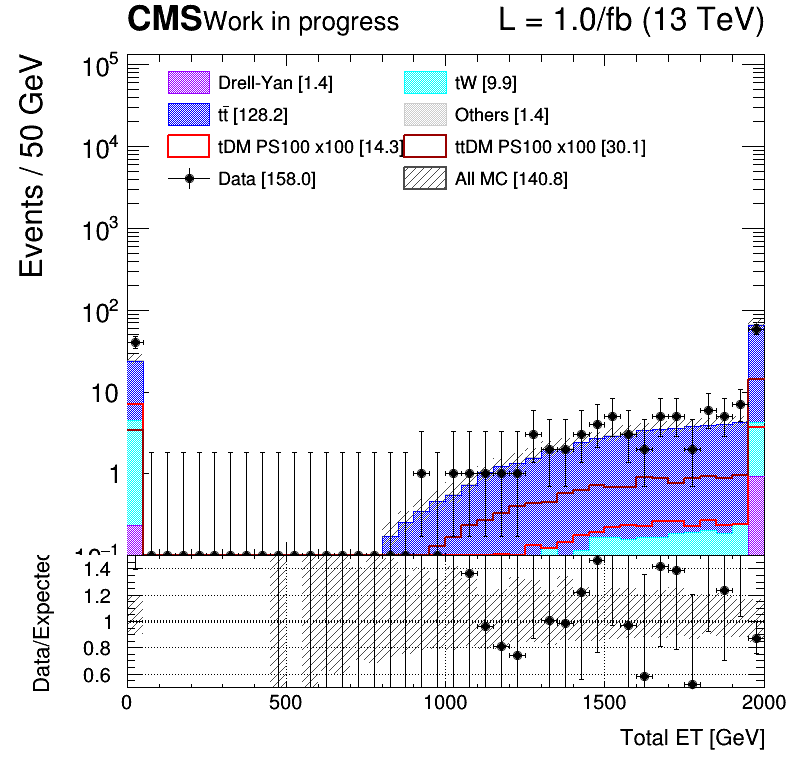 CMS Work in progress L = 1.0/fb (13 TeV)
Events / 50 GeV
10⁵
10⁴
10³
10²
10
1
10⁻¹
Drell-Yan [1.4]
tW [9.9]
tt̄ [128.2]
Others [1.4]
tDM PS100 x100 [14.3]
ttDM PS100 x100 [30.1]
Data [158.0]
All MC [140.8]
Data/Expected
1.4
1.2
1
0.8
0.6
0 500 1000 1500 2000
Total ET [GeV]